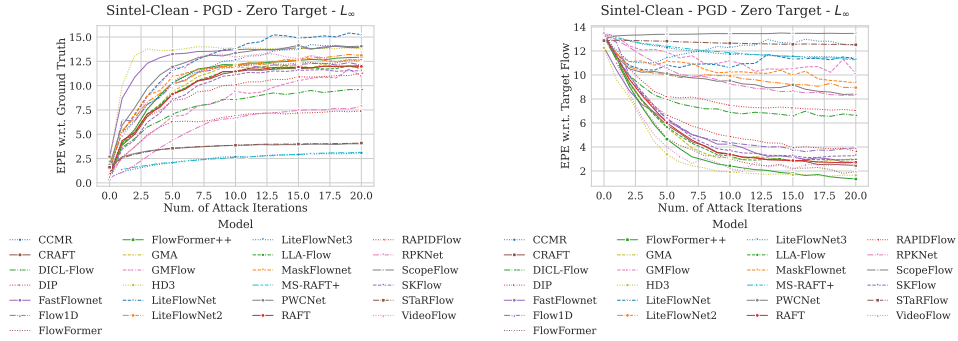 Sintel-Clean - PGD - Zero Target - L∞
EPE w.r.t. Ground Truth
15.0
12.5
10.0
7.5
5.0
2.5
0.0
0.0 2.5 5.0 7.5 10.0 12.5 15.0 17.5 20.0
Num. of Attack Iterations
Model
CCMR FlowFormer++ LiteFlowNet3 RAPIDFlow
CRAFT GMA LLA-Flow RPKNet
DICL-Flow GMFlow MaskFlownet ScopeFlow
DIP HD3 MS-RAFT+ SKFlow
FastFlownet LiteFlowNet PWCNet STaRFlow
Flow1D LiteFlowNet2 RAFT VideoFlow
FlowFormer
Sintel-Clean - PGD - Zero Target - L∞
EPE w.r.t. Target Flow
14
12
10
8
6
4
2
0.0 2.5 5.0 7.5 10.0 12.5 15.0 17.5 20.0
Num. of Attack Iterations
Model
CCMR FlowFormer++ LiteFlowNet3 RAPIDFlow
CRAFT GMA LLA-Flow RPKNet
DICL-Flow GMFlow MaskFlownet ScopeFlow
DIP HD3 MS-RAFT+ SKFlow
FastFlownet LiteFlowNet PWCNet STaRFlow
Flow1D LiteFlowNet2 RAFT VideoFlow
FlowFormer